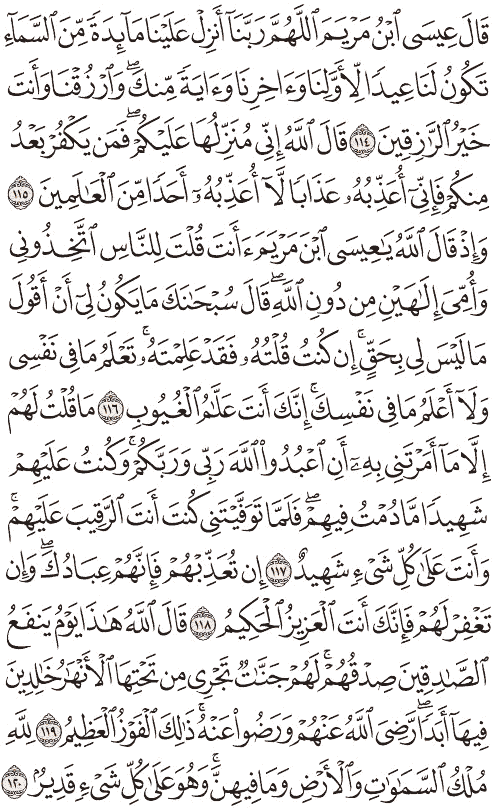 قَالَ عِيسَى ٱبۡنُ مَرۡيَمَ ٱللَّهُمَّ رَبَّنَآ أَنزِلۡ عَلَيۡنَا مَآئِدَةٗ مِّنَ ٱلسَّمَآءِ
تَكُونُ لَنَا عِيدٗا لِّأَوَّلِنَا وَءَاخِرِنَا وَءَايَةٗ مِّنكَۖ وَٱرۡزُقۡنَا وَأَنتَ
خَيۡرُ ٱلرَّٰزِقِينَ ١١٤ قَالَ ٱللَّهُ إِنِّي مُنَزِّلُهَا عَلَيۡكُمۡۖ فَمَن يَكۡفُرۡ بَعۡدُ
مِنكُمۡ فَإِنِّيٓ أُعَذِّبُهُۥ عَذَابٗا لَّآ أُعَذِّبُهُۥٓ أَحَدٗا مِّنَ ٱلۡعَٰلَمِينَ ١١٥
وَإِذۡ قَالَ ٱللَّهُ يَٰعِيسَى ٱبۡنَ مَرۡيَمَ ءَأَنتَ قُلۡتَ لِلنَّاسِ ٱتَّخِذُونِي
وَأُمِّيَ إِلَٰهَيۡنِ مِن دُونِ ٱللَّهِۖ قَالَ سُبۡحَٰنَكَ مَا يَكُونُ لِيٓ أَنۡ أَقُولَ
مَا لَيۡسَ لِي بِحَقٍّۚ إِن كُنتُ قُلۡتُهُۥ فَقَدۡ عَلِمۡتَهُۥۚ تَعۡلَمُ مَا فِي نَفۡسِي
وَلَآ أَعۡلَمُ مَا فِي نَفۡسِكَۚ إِنَّكَ أَنتَ عَلَّٰمُ ٱلۡغُيُوبِ ١١٦ مَا قُلۡتُ لَهُمۡ
إِلَّا مَآ أَمَرۡتَنِي بِهِۦٓ أَنِ ٱعۡبُدُواْ ٱللَّهَ رَبِّي وَرَبَّكُمۡۚ وَكُنتُ عَلَيۡهِمۡ
شَهِيدٗا مَّا دُمۡتُ فِيهِمۡۖ فَلَمَّا تَوَفَّيۡتَنِي كُنتَ أَنتَ ٱلرَّقِيبَ عَلَيۡهِمۡۚ
وَأَنتَ عَلَىٰ كُلِّ شَيۡءٖ شَهِيدٌ ١١٧ إِن تُعَذِّبۡهُمۡ فَإِنَّهُمۡ عِبَادُكَۖ وَإِن
تَغۡفِرۡ لَهُمۡ فَإِنَّكَ أَنتَ ٱلۡعَزِيزُ ٱلۡحَكِيمُ ١١٨ قَالَ ٱللَّهُ هَٰذَا يَوۡمُ يَنفَعُ
ٱلصَّٰدِقِينَ صِدۡقُهُمۡۚ لَهُمۡ جَنَّٰتٞ تَجۡرِي مِن تَحۡتِهَا ٱلۡأَنۡهَٰرُ خَٰلِدِينَ
فِيهَآ أَبَدٗاۖ رَّضِيَ ٱللَّهُ عَنۡهُمۡ وَرَضُواْ عَنۡهُۚ ذَٰلِكَ ٱلۡفَوۡزُ ٱلۡعَظِيمُ ١١٩ لِلَّهِ
مُلۡكُ ٱلسَّمَٰوَٰتِ وَٱلۡأَرۡضِ وَمَا فِيهِنَّۚ وَهُوَ عَلَىٰ كُلِّ شَيۡءٖ قَدِيرُۢ ١٢٠